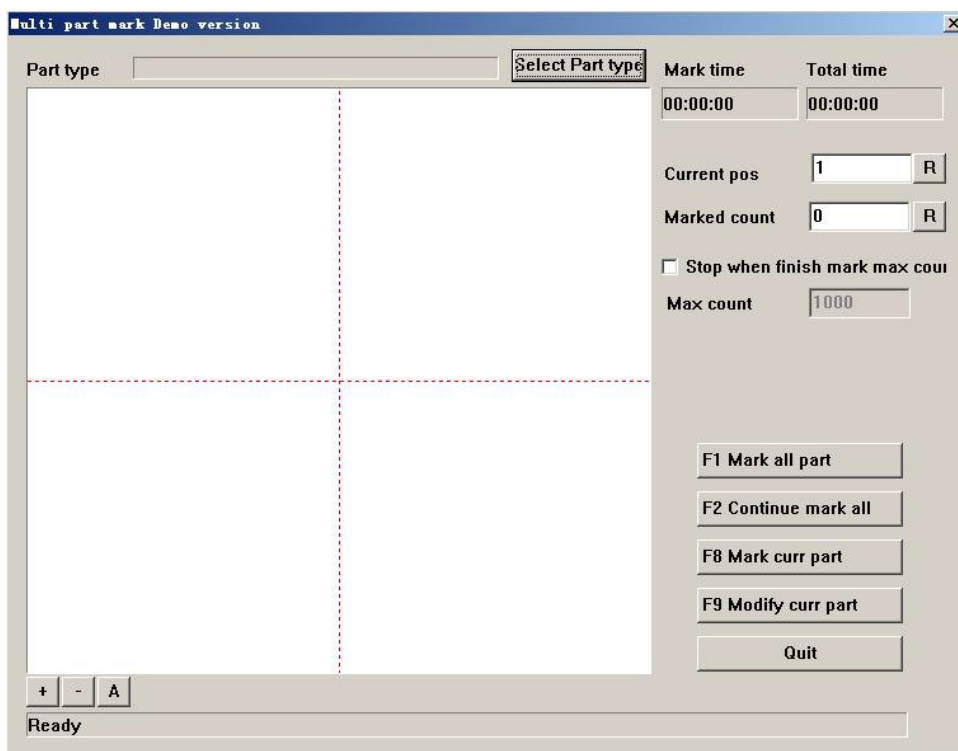 Multi part mark Demo version
Part type
Select Part type
Mark time Total time
00:00:00 00:00:00
Current pos 1 R
Marked count 0 R
Stop when finish mark max cou
Max count 1000
F1 Mark all part
F2 Continue mark all
F8 Mark curr part
F9 Modify curr part
Quit
+ - A
Ready